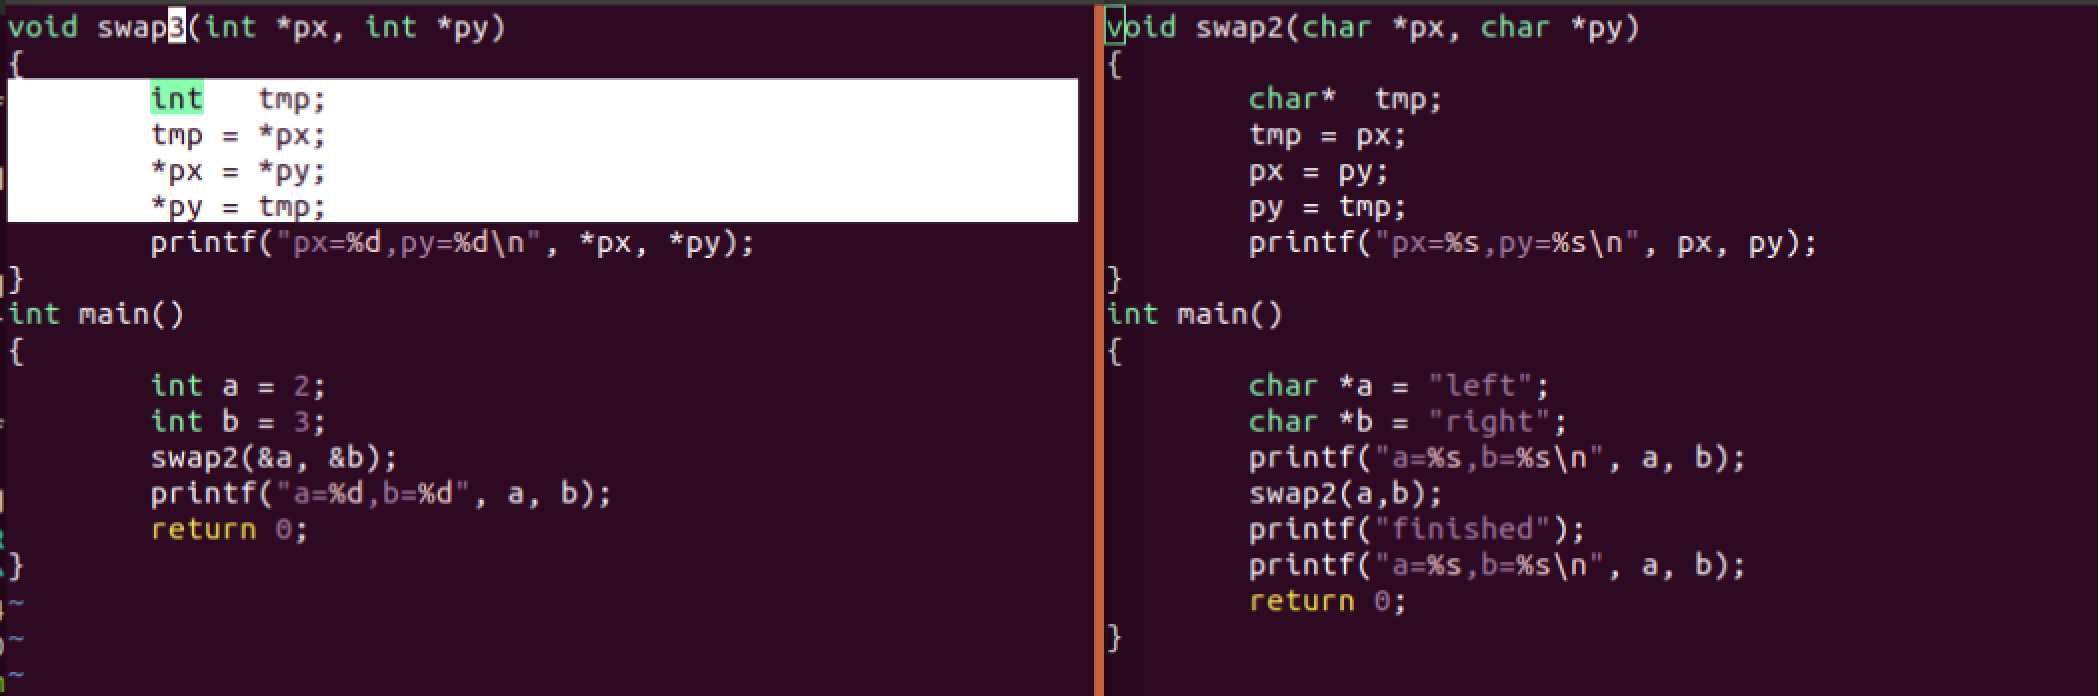 void swap3(int *px, int *py)
{
int   tmp;
tmp = *px;
*px = *py;
*py = tmp;
printf("px=%d,py=%d\n", *px, *py);
}
int main()
{
int a = 2;
int b = 3;
swap2(&a, &b);
printf("a=%d,b=%d", a, b);
return 0;
}
~
~
~
void swap2(char *px, char *py)
{
char*  tmp;
tmp = px;
px = py;
py = tmp;
printf("px=%s,py=%s\n", px, py);
}
int main()
{
char *a = "left";
char *b = "right";
printf("a=%s,b=%s\n", a, b);
swap2(a,b);
printf("finished");
printf("a=%s,b=%s\n", a, b);
return 0;
}